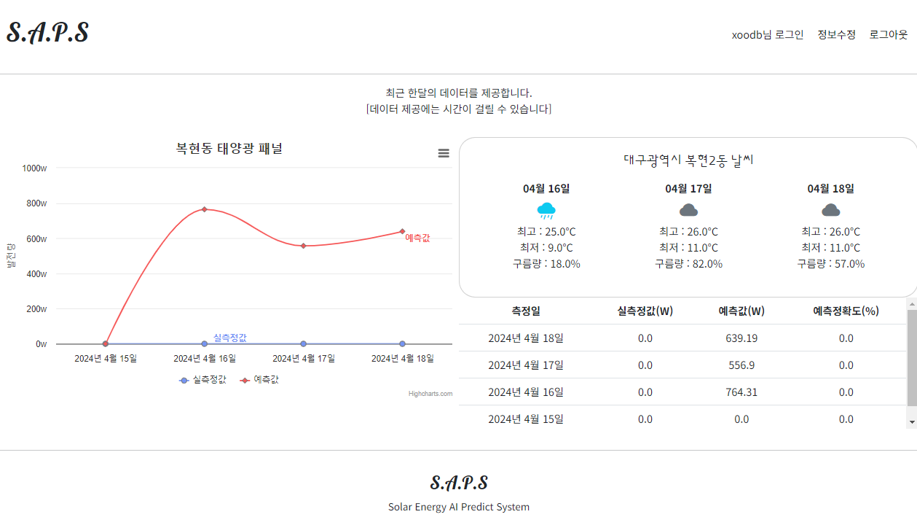 S.A.P.S
xoodb님 로그인 정보수정 로그아웃
최근 한달의 데이터를 제공합니다.
[데이터 제공에는 시간이 걸릴 수 있습니다]
복현동 태양광 패널
발전량
1000w
800w
600w
400w
200w
0w
예측값
실측정값
2024년 4월 15일 2024년 4월 16일 2024년 4월 17일 2024년 4월 18일
실측정값 예측값
Highcharts.com
대구광역시 복현2동 날씨
04월 16일 04월 17일 04월 18일
최고 : 25.0°C 최고 : 26.0°C 최고 : 26.0°C
최저 : 9.0°C 최저 : 11.0°C 최저 : 11.0°C
구름량 : 18.0% 구름량 : 82.0% 구름량 : 57.0%
측정일 실측정값(W) 예측값(W) 예측정확도(%)
2024년 4월 18일 0.0 639.19 0.0
2024년 4월 17일 0.0 556.9 0.0
2024년 4월 16일 0.0 764.31 0.0
2024년 4월 15일 0.0 0.0 0.0
S.A.P.S
Solar Energy AI Predict System